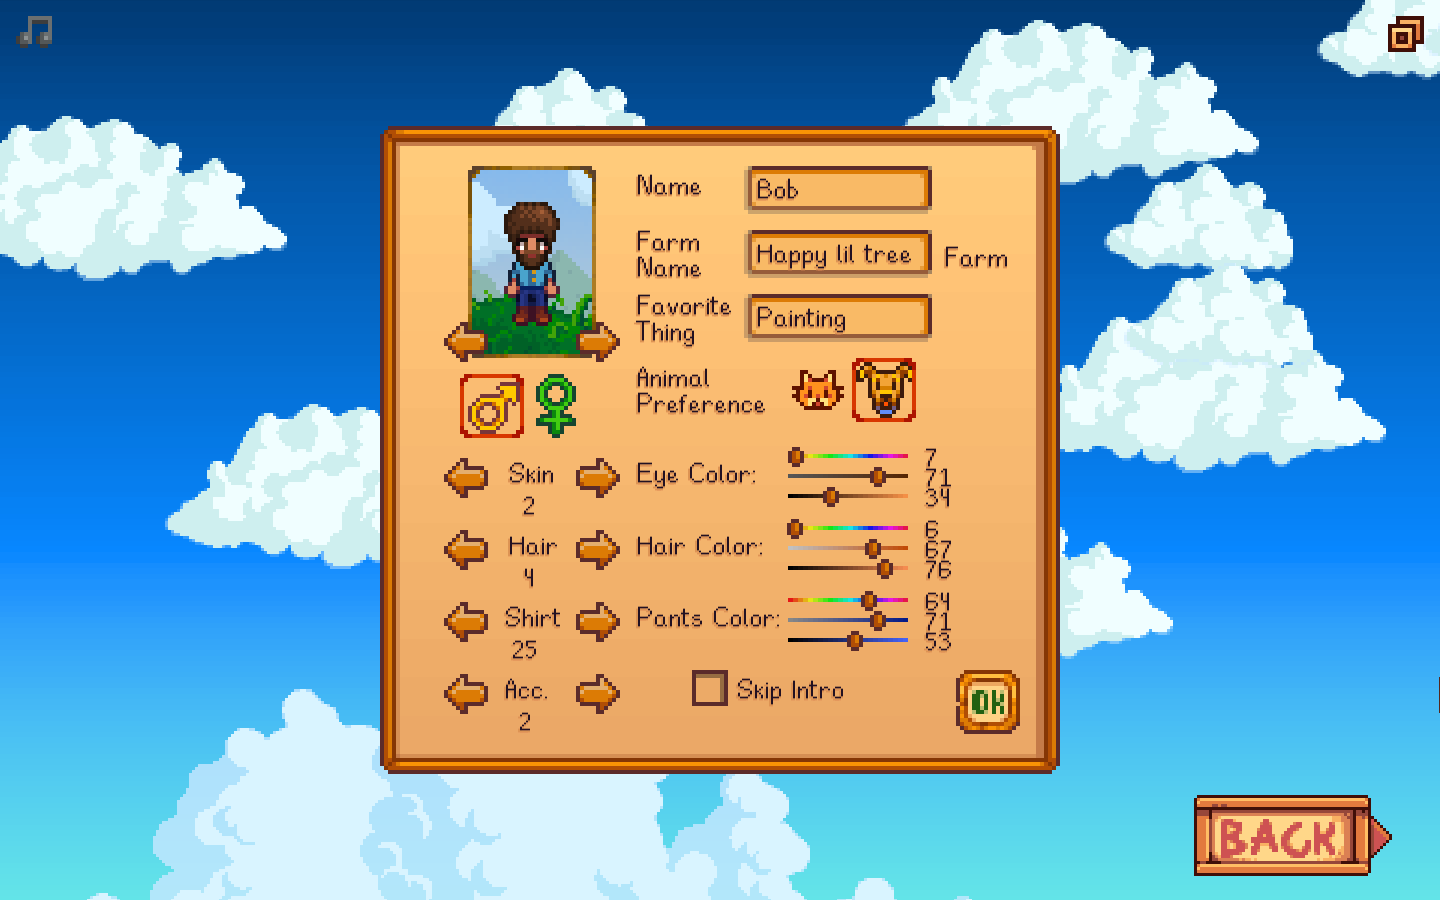 Name
Bob
Farm
Name
Happy lil tree
Farm
Favorite
Thing
Painting
Animal
Preference
Skin
2
Eye Color:
7
71
34
Hair
4
Hair Color:
6
67
76
Shirt
25
Pants Color:
64
71
53
Acc.
2
Skip Intro
OK
BACK